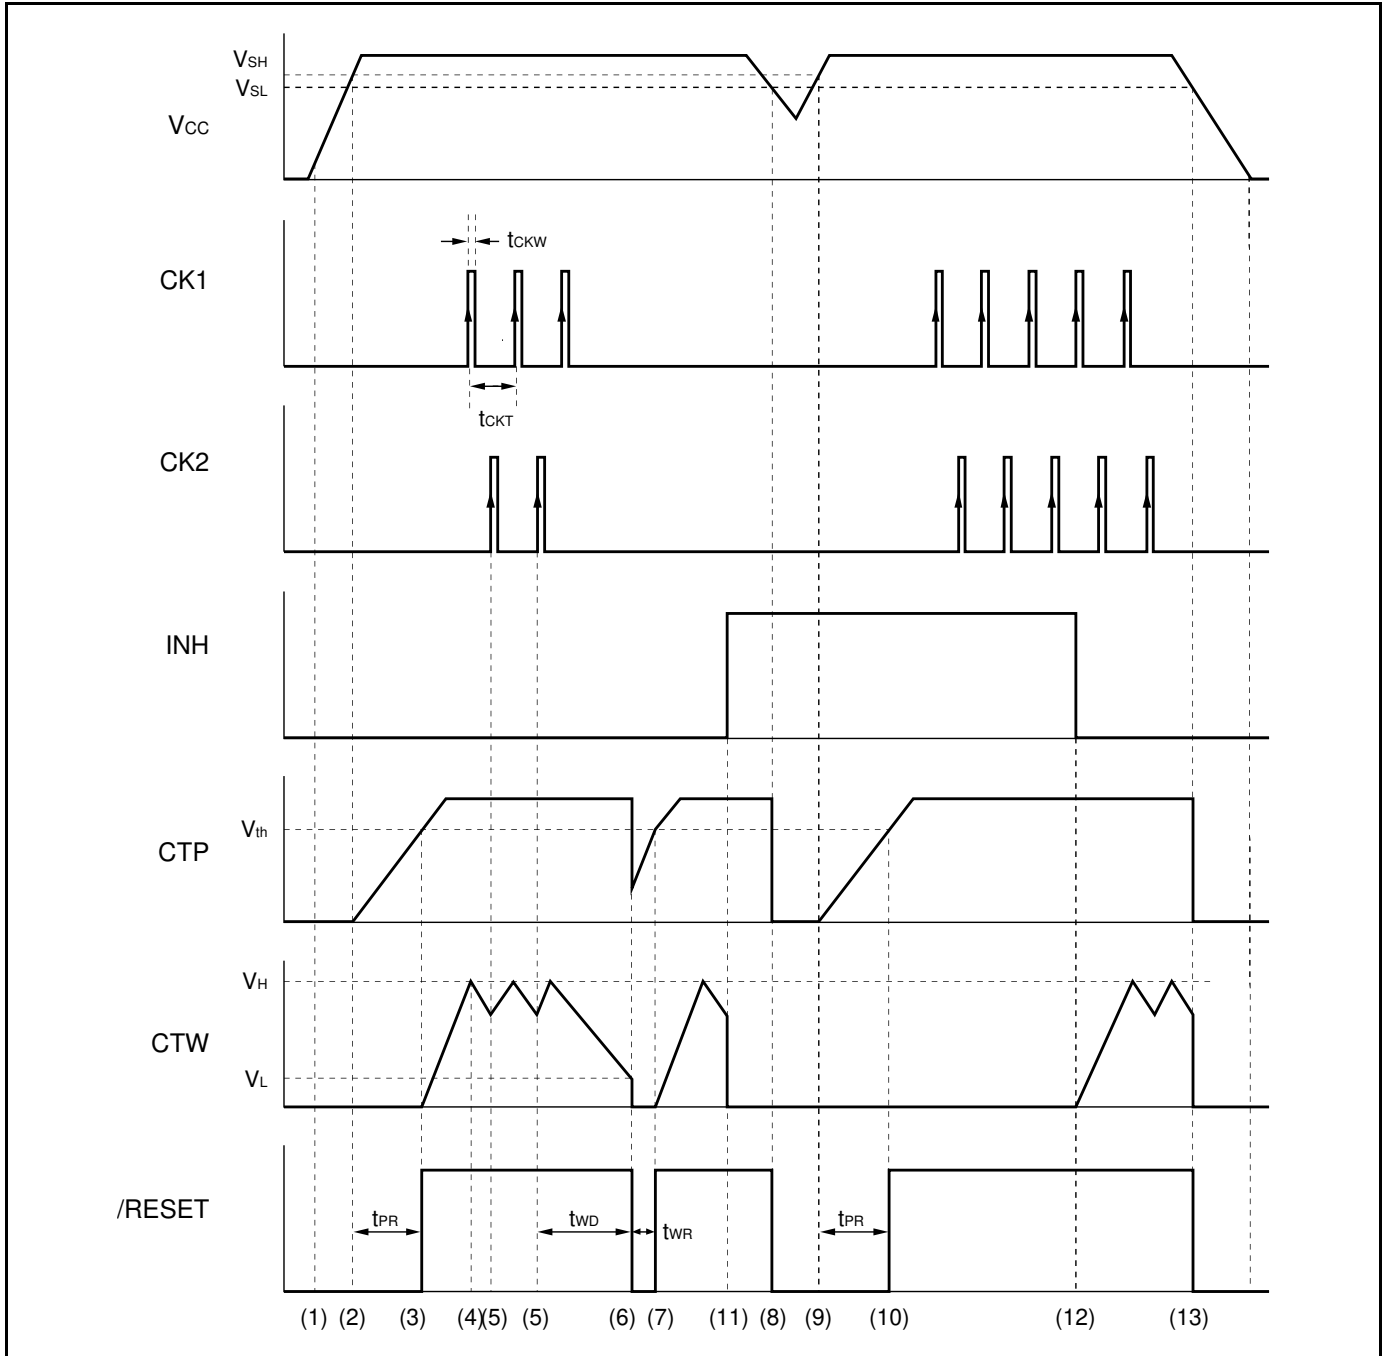 VSH
VSL
VCC
tCKW
CK1
tCKT
CK2
INH
Vth
CTP
VH
CTW
VL
/RESET
tPR
tWD
tWR
tPR
(1) (2) (3) (4) (5) (5) (6) (7) (11) (8) (9) (10) (12) (13)